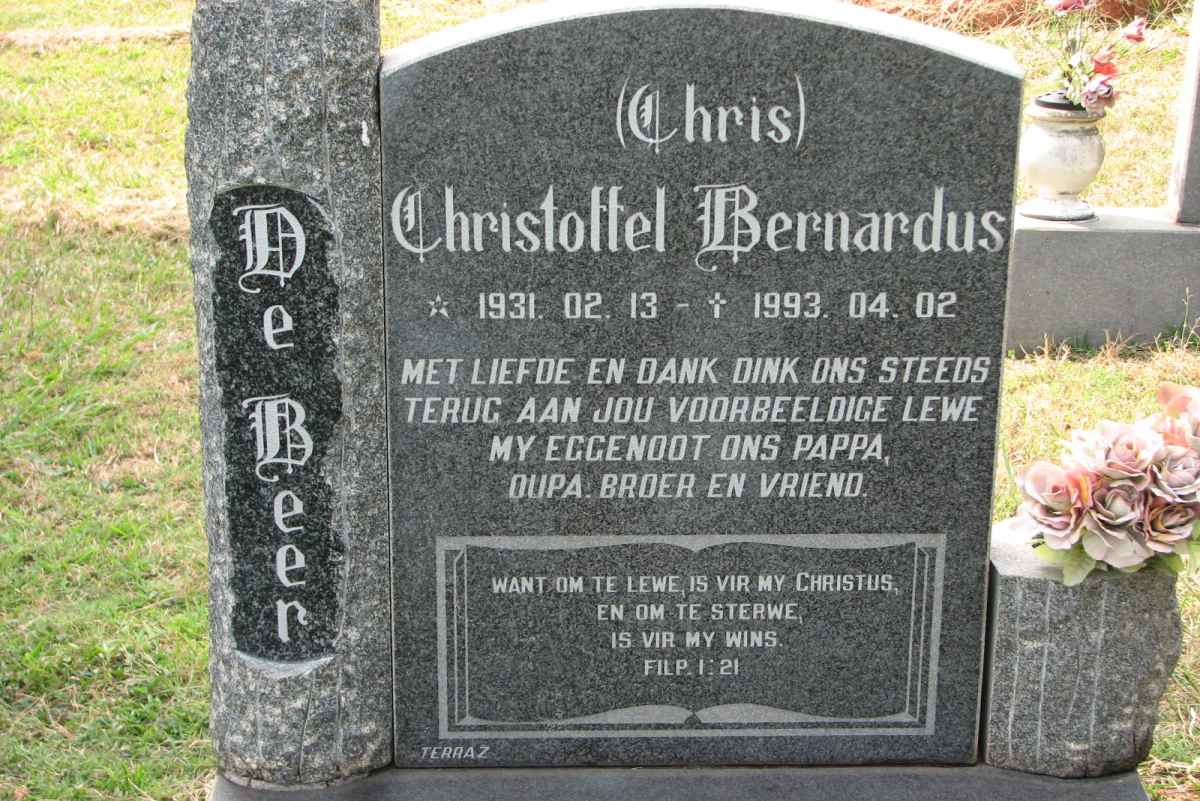 De Beer
(Chris)
Christoffel Bernardus
☆ 1931. 02. 13 - ✝ 1993. 04. 02
MET LIEFDE EN DANK DINK ONS STEEDS
TERUG AAN JOU VOORBEELDIGE LEWE
MY EGGENOOT ONS PAPPA,
OUPA. BROER EN VRIEND.
WANT OM TE LEWE, IS VIR MY CHRISTUS,
EN OM TE STERWE,
IS VIR MY WINS.
FILP. 1: 21
TERRAZ